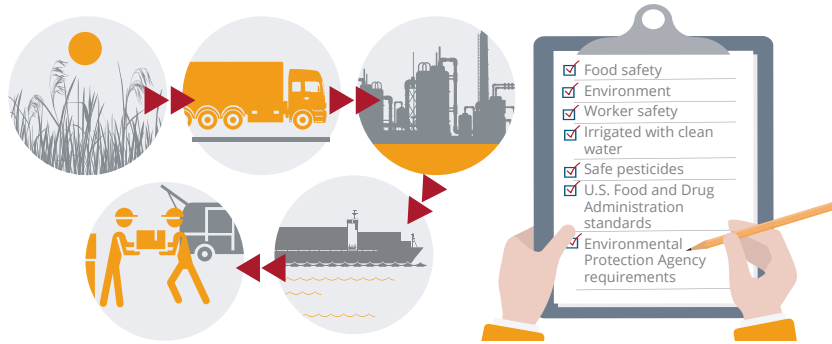 Food safety
Environment
Worker safety
Irrigated with clean
water
Safe pesticides
U.S. Food and Drug
Administration
standards
Environmental
Protection Agency
requirements